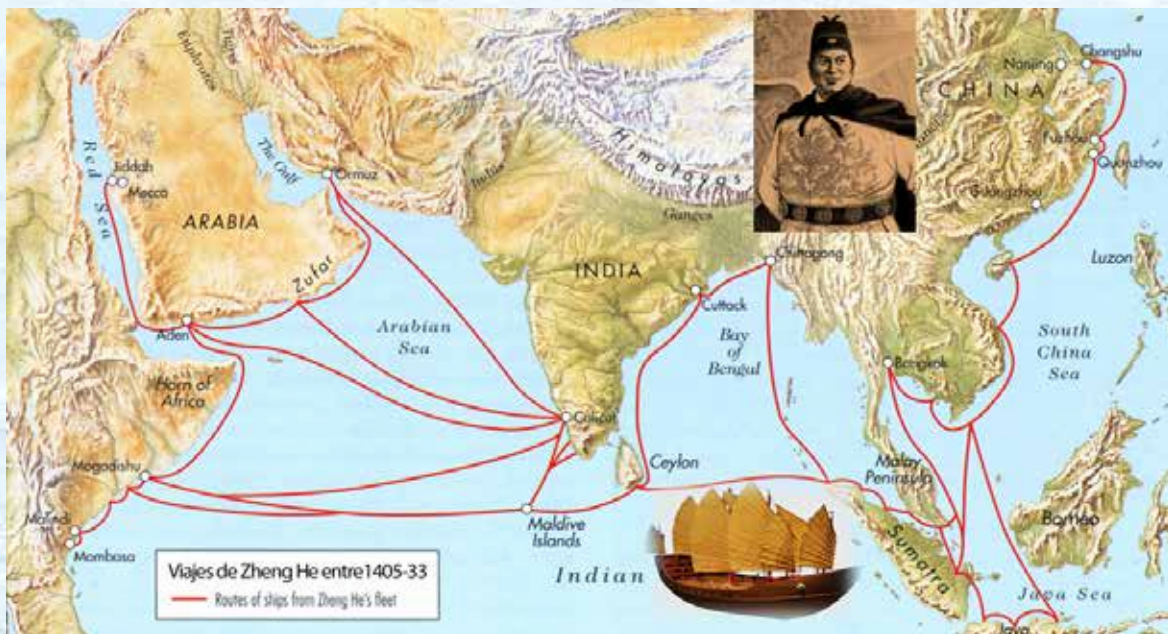 Euphrates
Tigris
Nanjing
Changshu
CHINA
Fuzhou
Quanzhou
Guangzhou
Himalayas
The Gulf
Ormuz
Indus
Jiddah
Mecca
Red Sea
ARABIA
Ganges
Chittagong
Luzon
Zufar
INDIA
Cuttack
Aden
Arabian
Sea
Bay
of
Bengal
South
China
Sea
Bangkok
Horn of
Africa
Calicut
Mogadishu
Ceylon
Malay
Peninsula
Malindi
Maldive
Islands
Borneo
Mombasa
Sumatra
Viajes de Zheng He entre1405-33
Routes of ships from Zheng He's fleet
Indian
Java Sea
Java